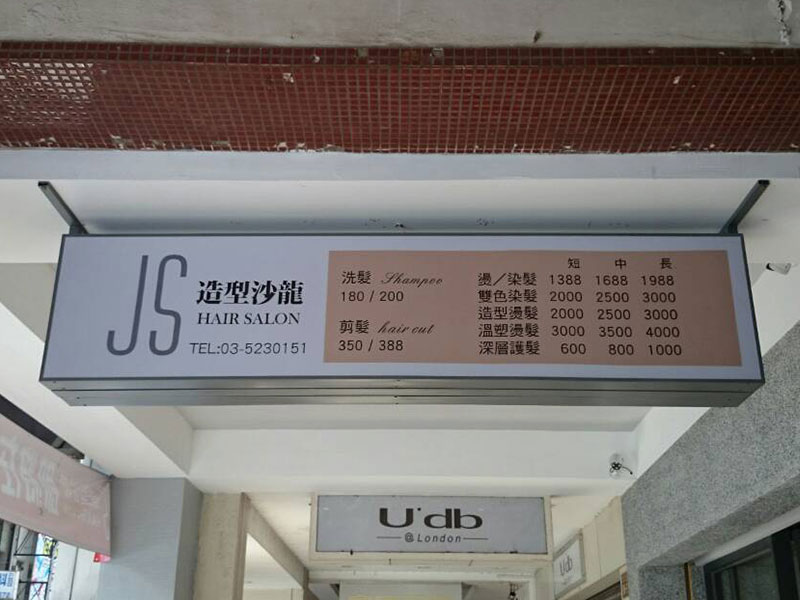 JS 造型沙龍
HAIR SALON
TEL:03-5230151
洗髮 Shampoo
180 / 200
剪髮 hair cut
350 / 388
短 中 長
燙／染髮 1388 1688 1988
雙色染髮 2000 2500 3000
造型燙髮 2000 2500 3000
溫塑燙髮 3000 3500 4000
深層護髮 600 800 1000
U'db
@London
U'db